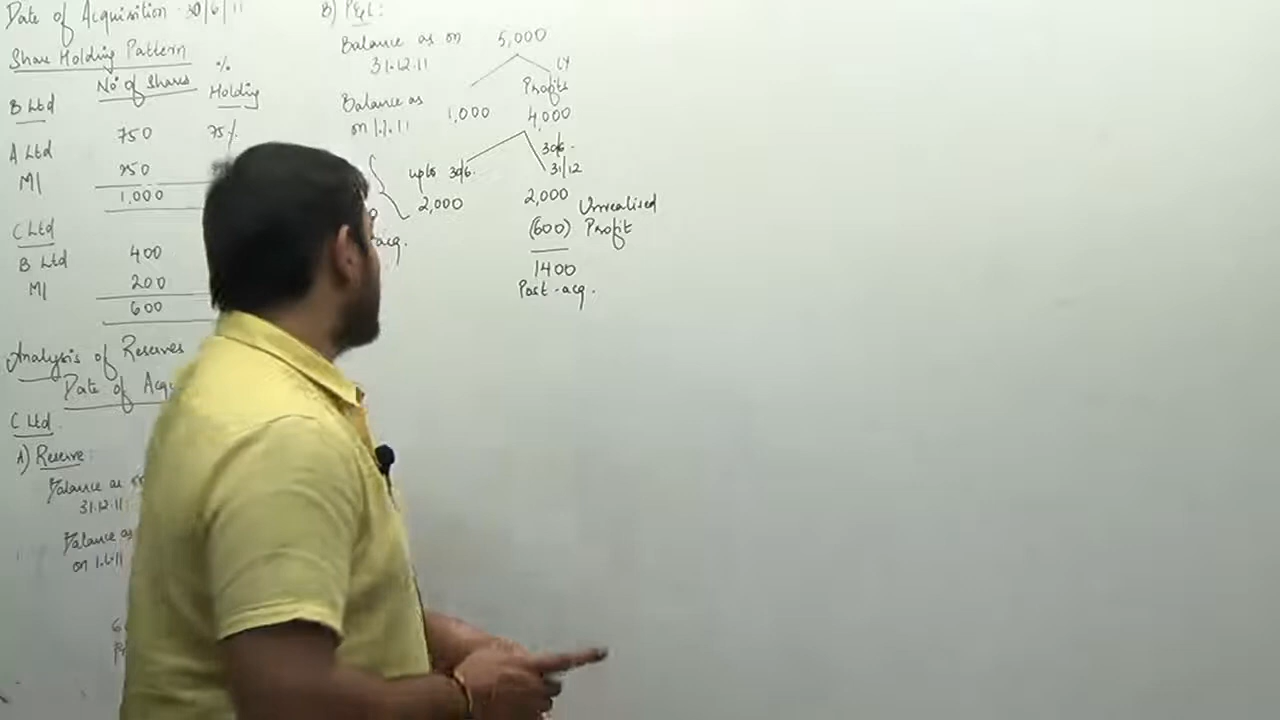 Date of Acquisition - 30/6/11
Share Holding Pattern
No of Shares % Holding
B Ltd
A Ltd 750 75%
MI 250
1,000
C Ltd
B Ltd 400
MI 200
600
Analysis of Reserves
Date of Acq
C Ltd
A) Reserve:
Balance as on
31.12.11
Balance as
on 1.1.11
B) P&L:
Balance as on 5,000
31.12.11
CY
Profits
Balance as 1,000 4,000
on 1.1.11
upto 30/6. 30/6 -
31/12
2,000 2,000 Unrealised
(600) Profit
acq.
1400
Post-acq.